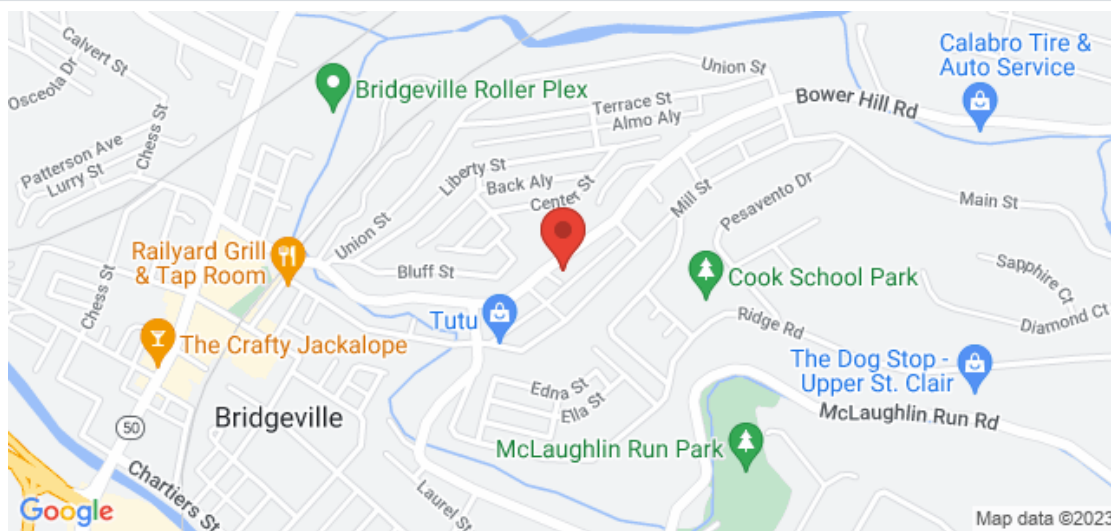 Calvert St
Osceola Dr
Chess St
Patterson Ave
Lurry St
Bridgeville Roller Plex
Union St
Terrace St
Almo Aly
Bower Hill Rd
Calabro Tire &
Auto Service
Liberty St
Back Aly
Center St
Mill St
Pesavento Dr
Main St
Union St
Railyard Grill
& Tap Room
Bluff St
Chess St
Cook School Park
Sapphire Ct
Diamond Ct
Tutu
Ridge Rd
The Crafty Jackalope
The Dog Stop -
Upper St. Clair
Edna St
Ella St
McLaughlin Run Rd
Bridgeville
50
McLaughlin Run Park
Chartiers St
Laurel St
Google
Map data ©2023